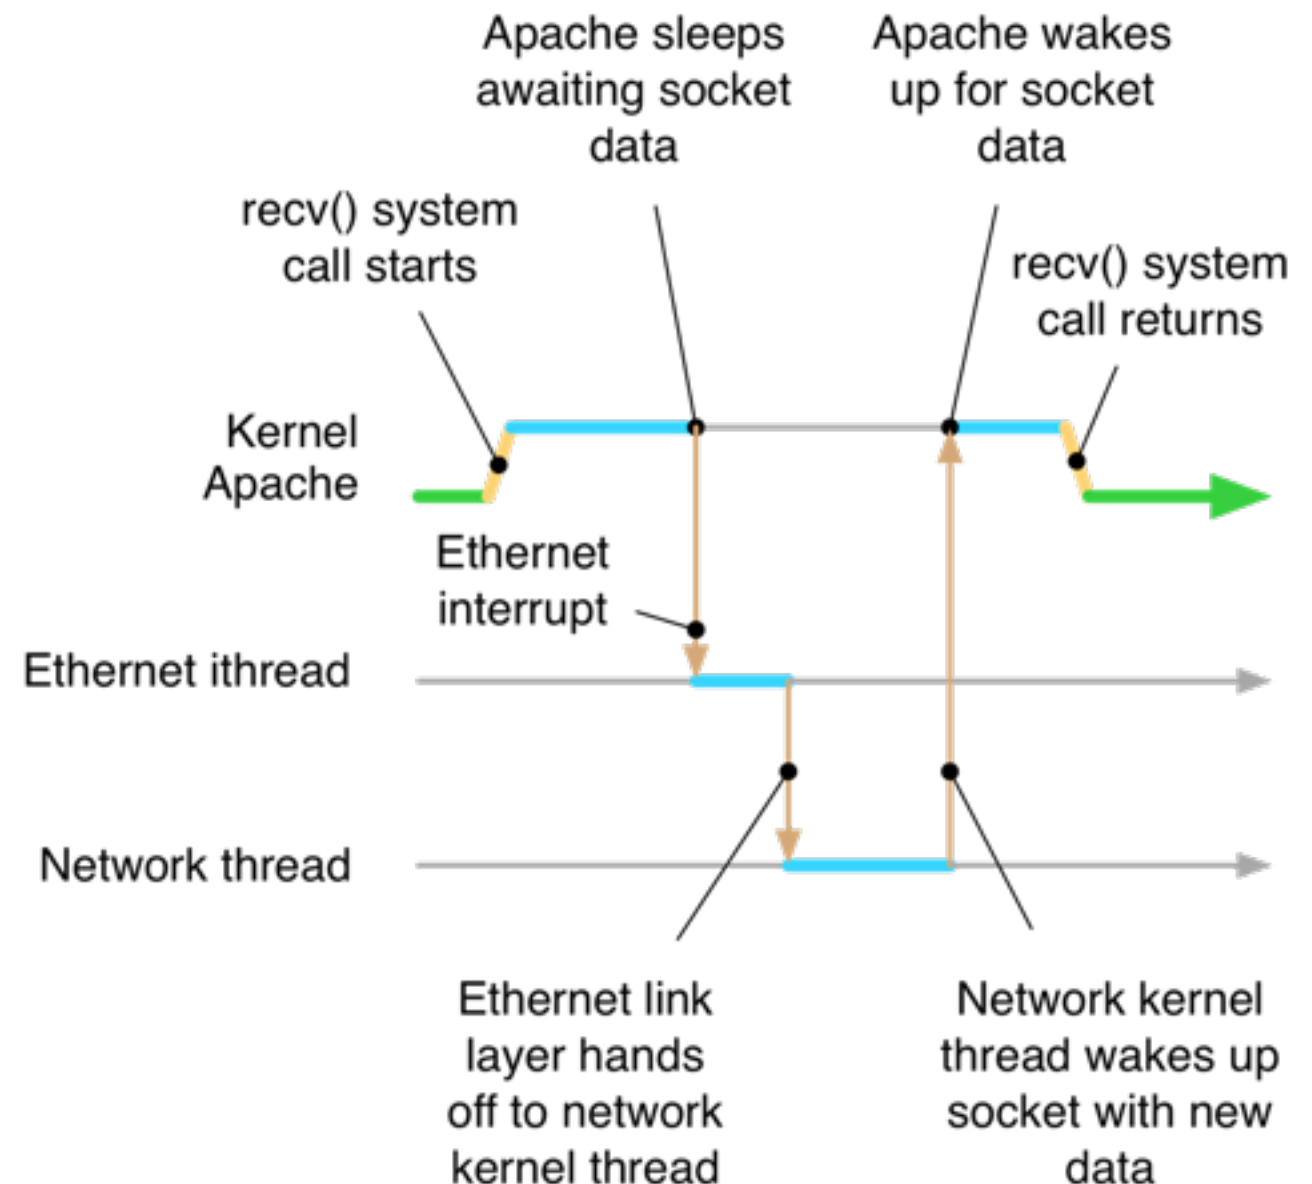 Apache sleeps
awaiting socket
data
Apache wakes
up for socket
data
recv() system
call starts
recv() system
call returns
Kernel
Apache
Ethernet
interrupt
Ethernet ithread
Network thread
Ethernet link
layer hands
off to network
kernel thread
Network kernel
thread wakes up
socket with new
data